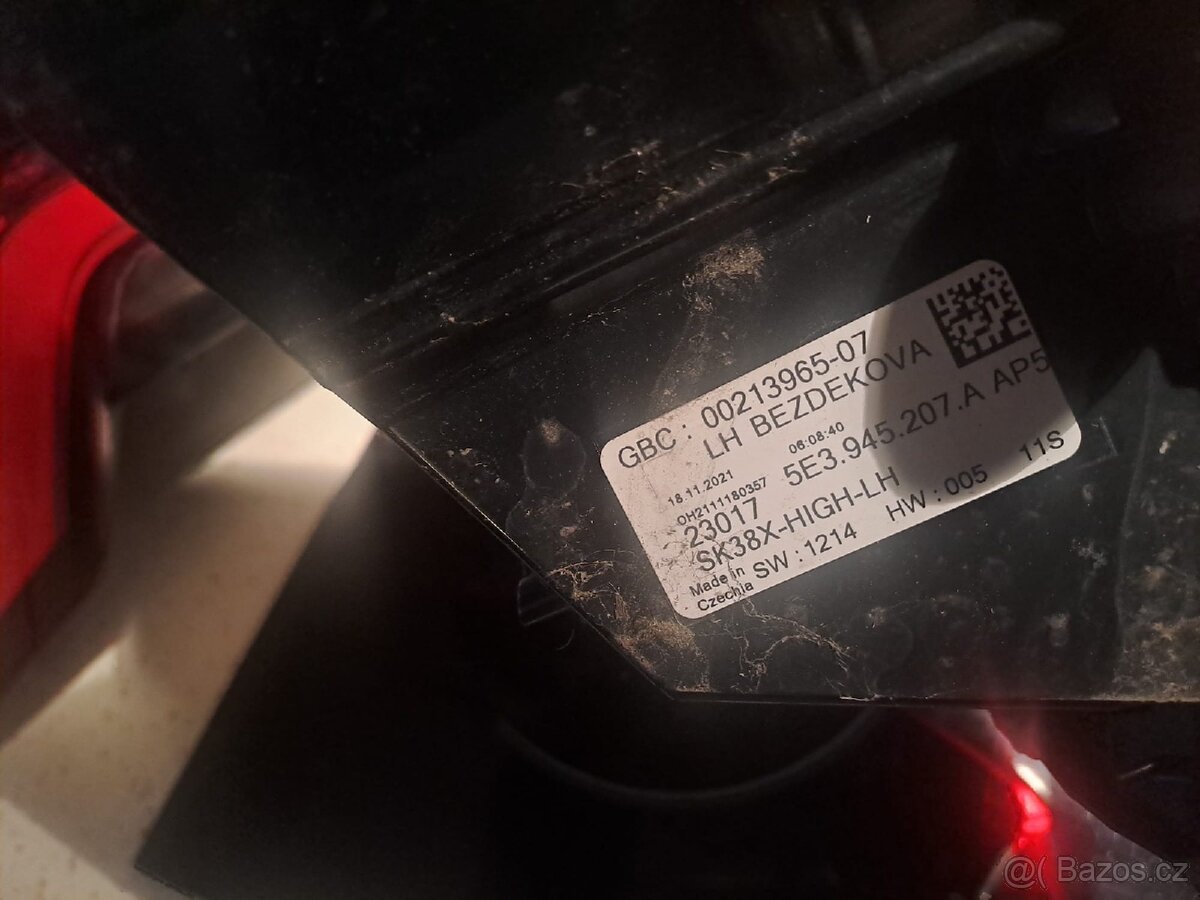 GBC : 00213965-07
LH BEZDEKOVA
18.11.2021 06:08:40
OH2111180357
23017 5E3.945.207.A AP5
SK38X-HIGH-LH
Made in
Czechia SW : 1214 HW : 005 11S
@( Bazos.cz